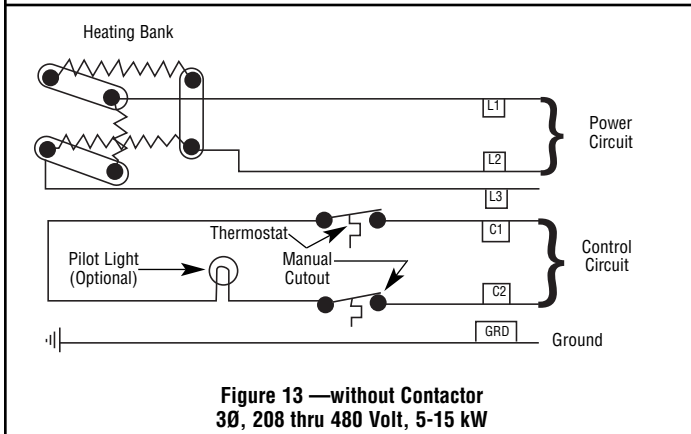 Heating Bank
L1
Power
Circuit
L2
L3
Thermostat
C1
Pilot Light
(Optional)
Manual
Cutout
Control
Circuit
C2
GRD
Ground
Figure 13 —without Contactor
3Ø, 208 thru 480 Volt, 5-15 kW